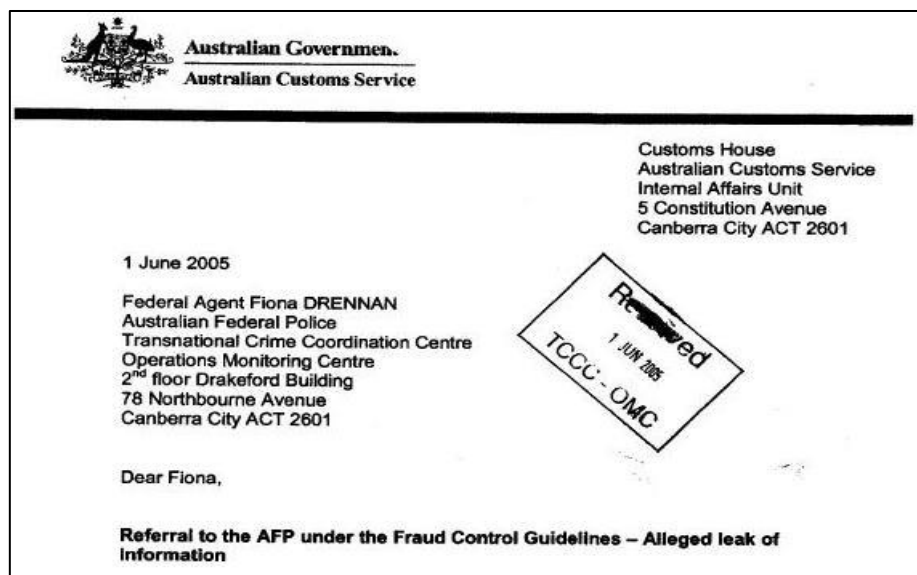 Australian Governmen.
Australian Customs Service
Customs House
Australian Customs Service
Internal Affairs Unit
5 Constitution Avenue
Canberra City ACT 2601
1 June 2005
Federal Agent Fiona DRENNAN
Australian Federal Police
Transnational Crime Coordination Centre
Operations Monitoring Centre
2nd floor Drakeford Building
78 Northbourne Avenue
Canberra City ACT 2601
Received
1 JUN 2005
TCCC - OMC
Dear Fiona,
Referral to the AFP under the Fraud Control Guidelines – Alleged leak of
information